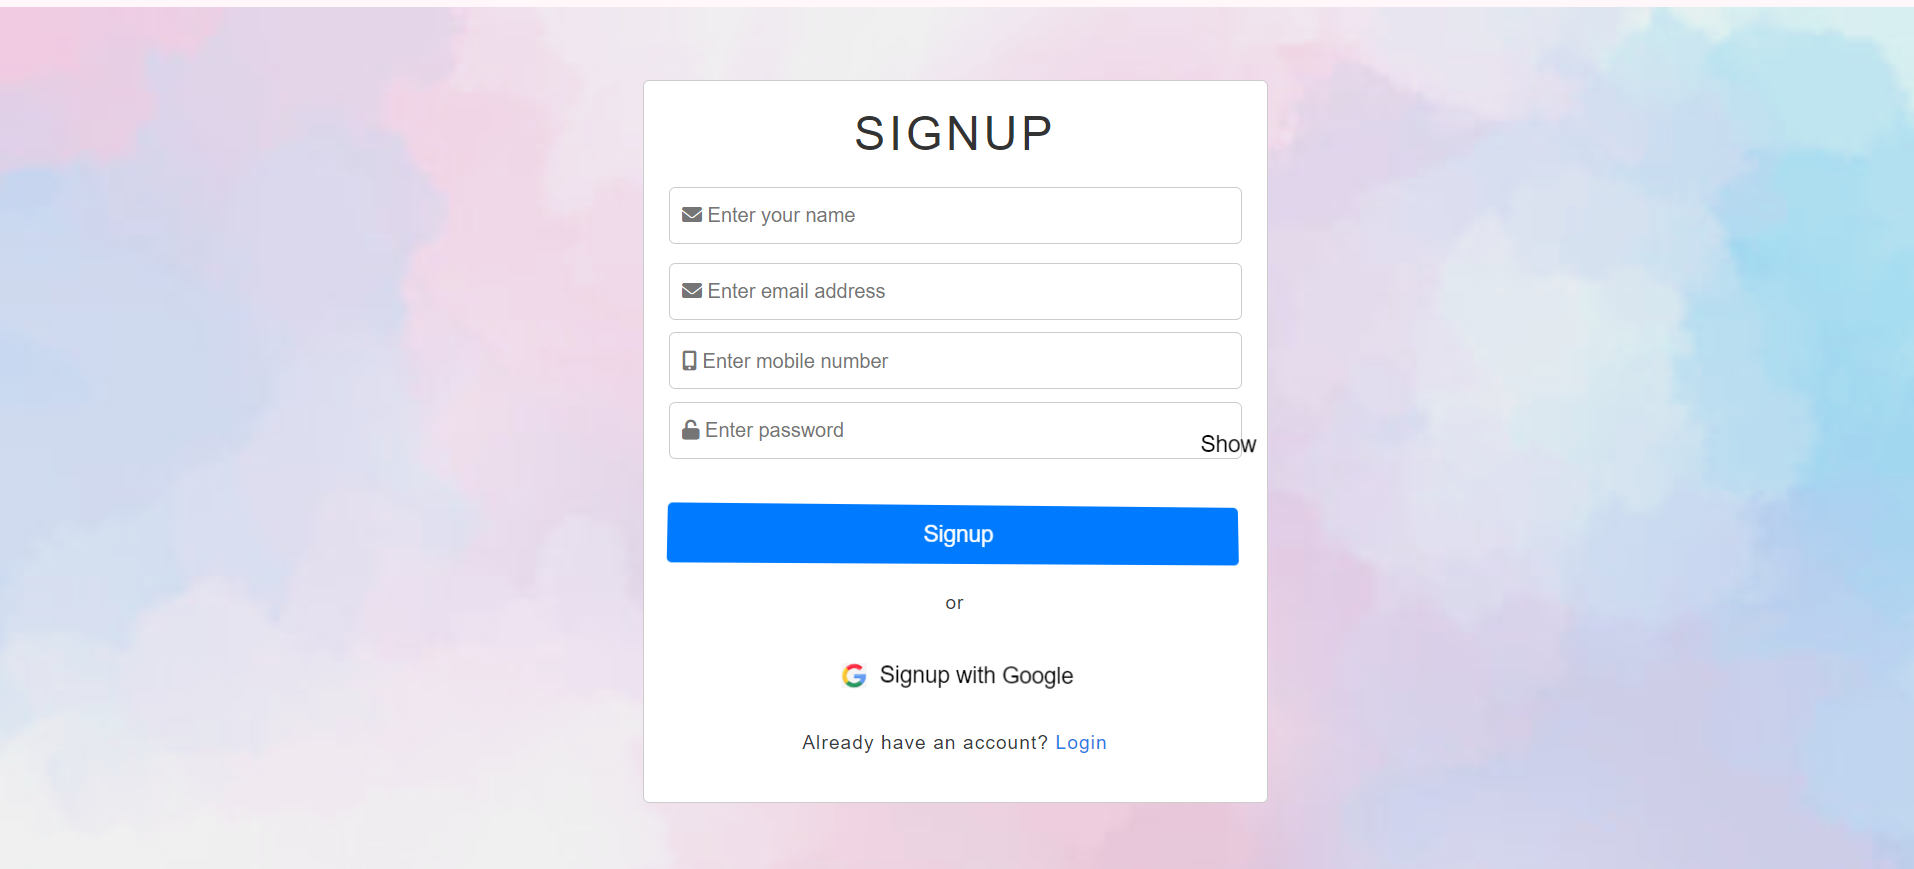 SIGNUP
Enter your name
Enter email address
Enter mobile number
Enter password
Show
Signup
or
Signup with Google
Already have an account? Login